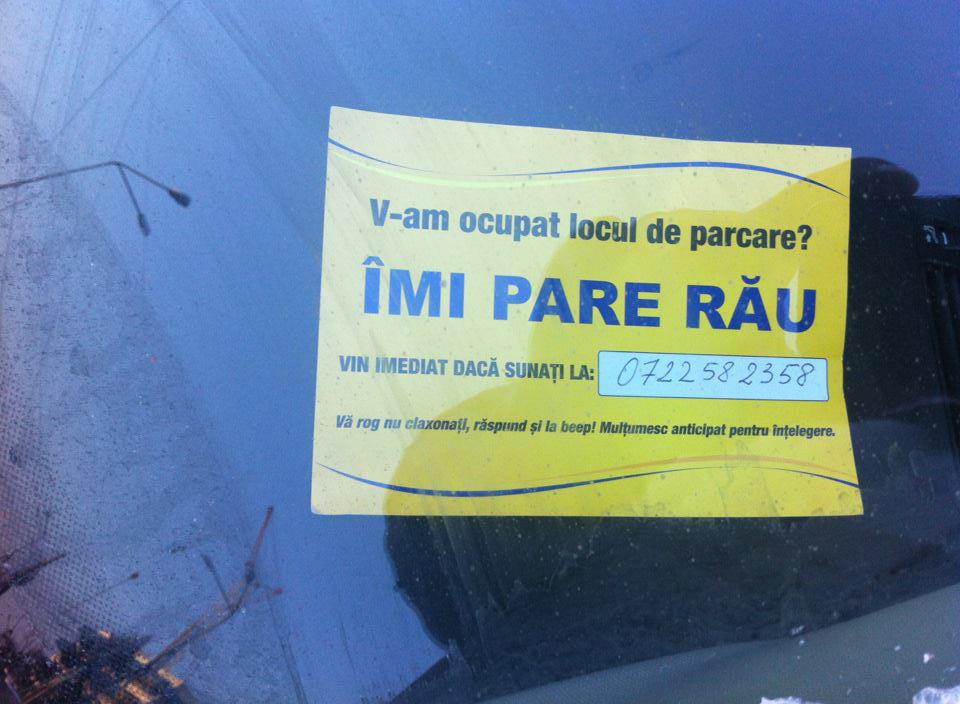 V-am ocupat locul de parcare?
ÎMI PARE RĂU
VIN IMEDIAT DACĂ SUNAȚI LA: 0722582358
Vă rog nu claxonați, răspund și la beep! Mulțumesc anticipat pentru înțelegere.